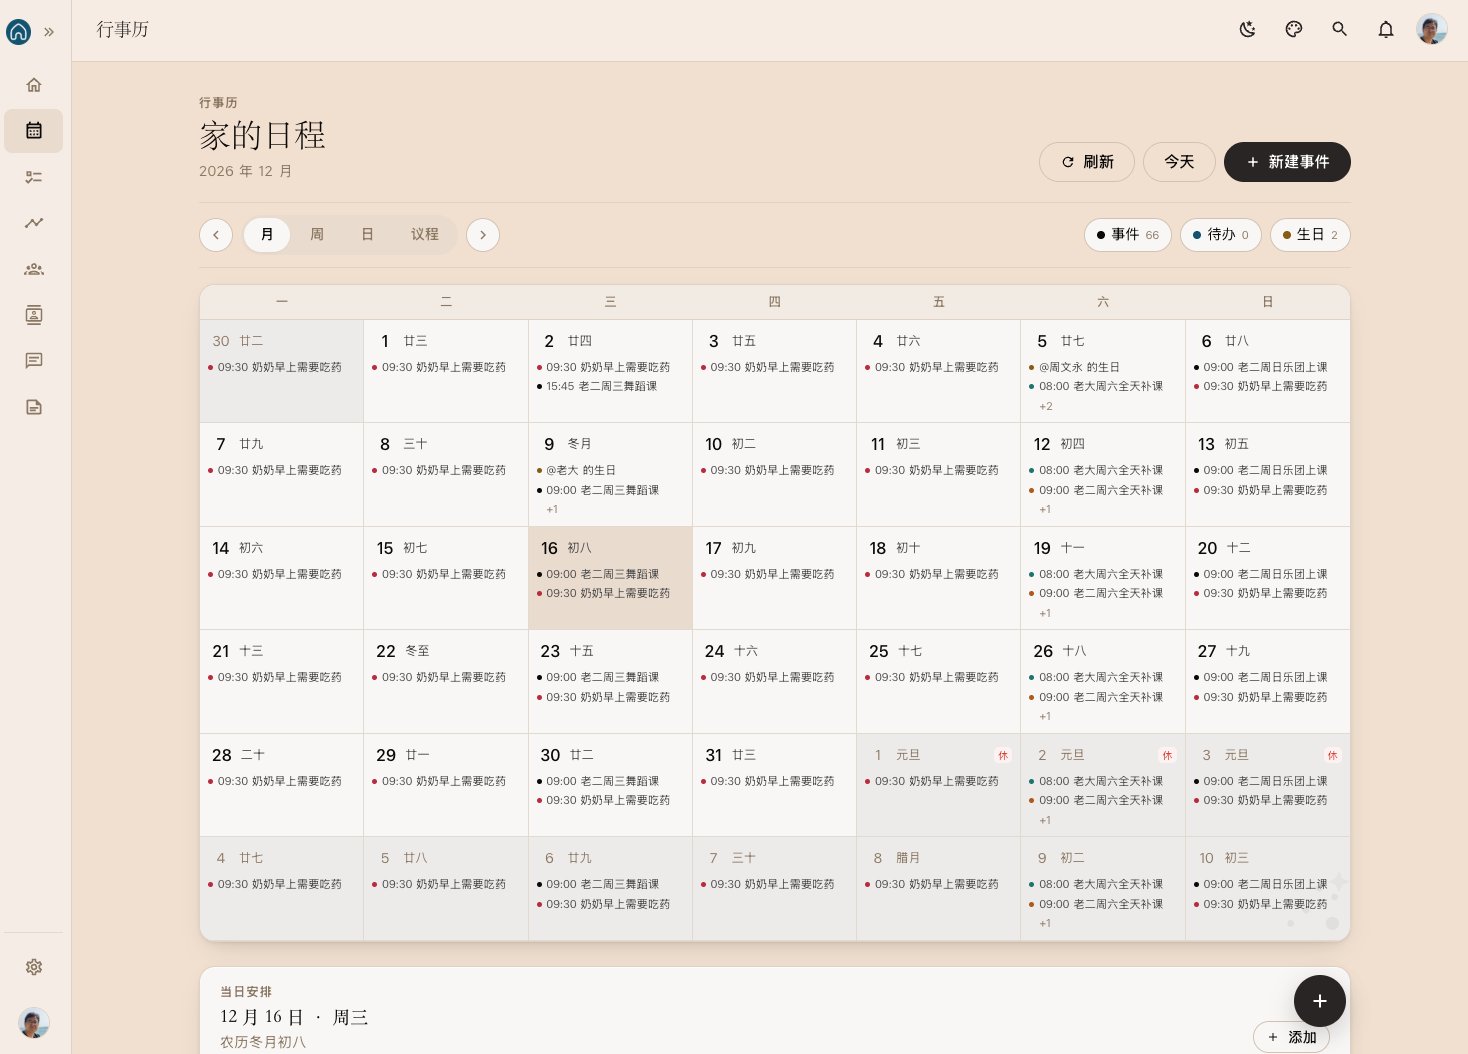 行事历
行事历
家的日程
2026 年 12 月
刷新
今天
新建事件
月 周 日 议程
事件 66
待办 0
生日 2
一 二 三 四 五 六 日
30 廿二
09:30 奶奶早上需要吃药
1 廿三
09:30 奶奶早上需要吃药
2 廿四
09:30 奶奶早上需要吃药
15:45 老二周三舞蹈课
3 廿五
09:30 奶奶早上需要吃药
4 廿六
09:30 奶奶早上需要吃药
5 廿七
@周文永 的生日
08:00 老大周六全天补课
+2
6 廿八
09:00 老二周日乐团上课
09:30 奶奶早上需要吃药
7 廿九
09:30 奶奶早上需要吃药
8 三十
09:30 奶奶早上需要吃药
9 冬月
@老大 的生日
09:00 老二周三舞蹈课
+1
10 初二
09:30 奶奶早上需要吃药
11 初三
09:30 奶奶早上需要吃药
12 初四
08:00 老大周六全天补课
09:00 老二周六全天补课
+1
13 初五
09:00 老二周日乐团上课
09:30 奶奶早上需要吃药
14 初六
09:30 奶奶早上需要吃药
15 初七
09:30 奶奶早上需要吃药
16 初八
09:00 老二周三舞蹈课
09:30 奶奶早上需要吃药
17 初九
09:30 奶奶早上需要吃药
18 初十
09:30 奶奶早上需要吃药
19 十一
08:00 老大周六全天补课
09:00 老二周六全天补课
+1
20 十二
09:00 老二周日乐团上课
09:30 奶奶早上需要吃药
21 十三
09:30 奶奶早上需要吃药
22 冬至
09:30 奶奶早上需要吃药
23 十五
09:00 老二周三舞蹈课
09:30 奶奶早上需要吃药
24 十六
09:30 奶奶早上需要吃药
25 十七
09:30 奶奶早上需要吃药
26 十八
08:00 老大周六全天补课
09:00 老二周六全天补课
+1
27 十九
09:00 老二周日乐团上课
09:30 奶奶早上需要吃药
28 二十
09:30 奶奶早上需要吃药
29 廿一
09:30 奶奶早上需要吃药
30 廿二
09:00 老二周三舞蹈课
09:30 奶奶早上需要吃药
31 廿三
09:30 奶奶早上需要吃药
1 元旦 休
09:30 奶奶早上需要吃药
2 元旦 休
08:00 老大周六全天补课
09:00 老二周六全天补课
+1
3 元旦 休
09:00 老二周日乐团上课
09:30 奶奶早上需要吃药
4 廿七
09:30 奶奶早上需要吃药
5 廿八
09:30 奶奶早上需要吃药
6 廿九
09:00 老二周三舞蹈课
09:30 奶奶早上需要吃药
7 三十
09:30 奶奶早上需要吃药
8 腊月
09:30 奶奶早上需要吃药
9 初二
08:00 老大周六全天补课
09:00 老二周六全天补课
+1
10 初三
09:00 老二周日乐团上课
09:30 奶奶早上需要吃药
当日安排
12 月 16 日 · 周三
农历冬月初八
+ 添加